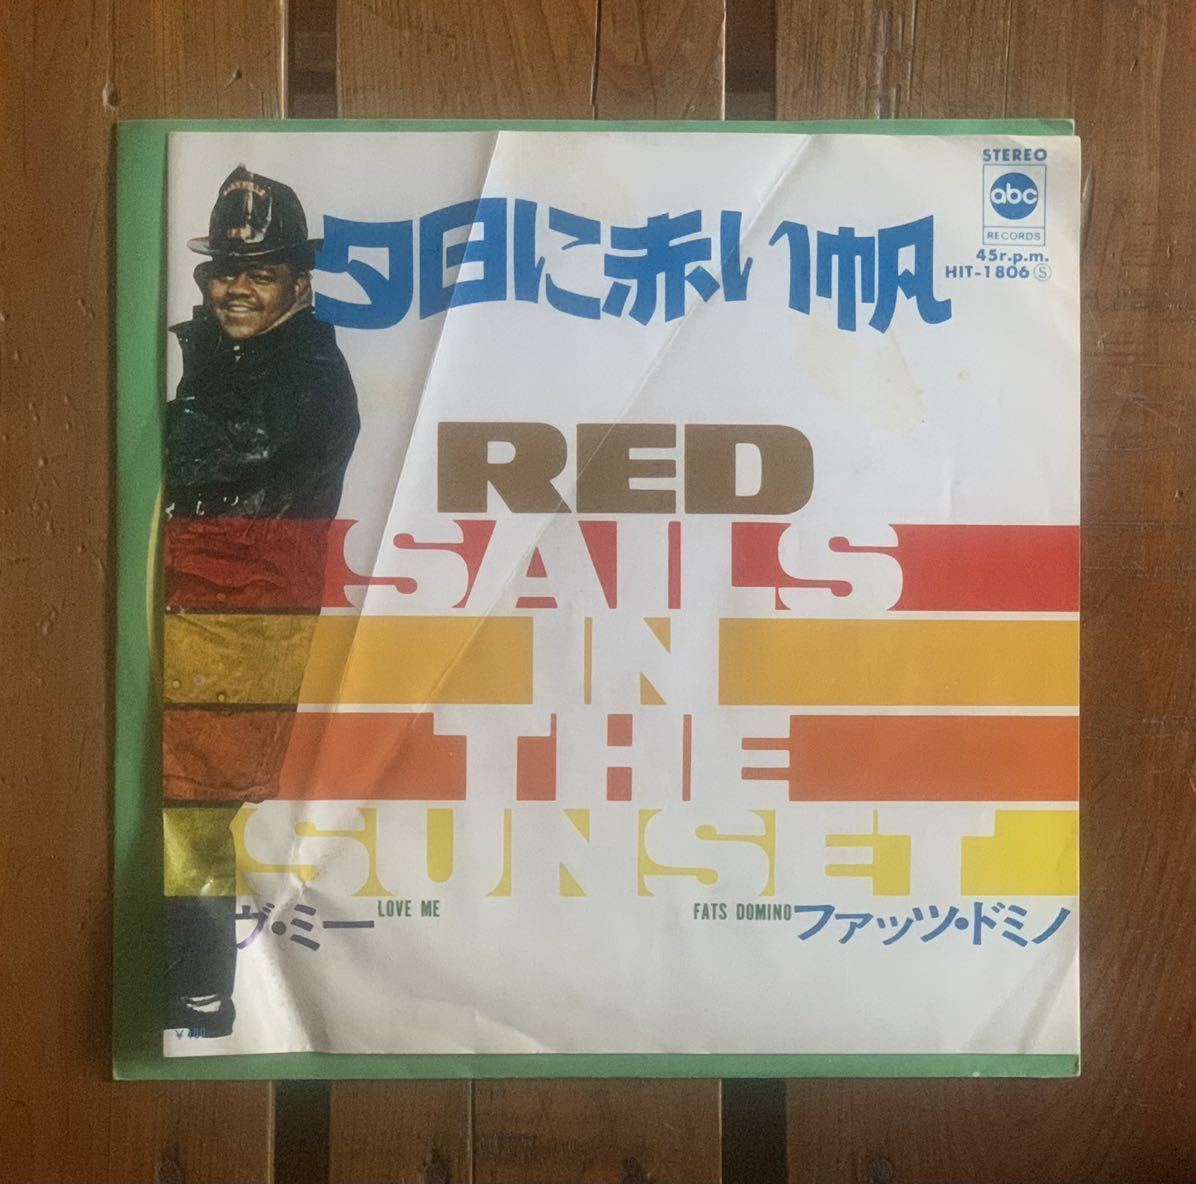 STEREO
abc
RECORDS
45r.p.m.
HIT-1806 Ⓢ
夕日に赤い帆
RED
SAILS
IN
THE
SUNSET
ヴ・ミー LOVE ME
FATS DOMINO ファッツ・ドミノ